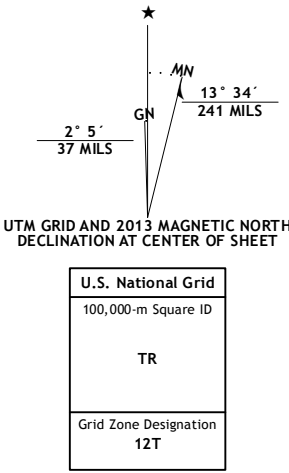 ★
MN
GN
13° 34´
241 MILS
2° 5´
37 MILS
UTM GRID AND 2013 MAGNETIC NORTH
DECLINATION AT CENTER OF SHEET
U.S. National Grid
100,000-m Square ID
TR
Grid Zone Designation
12T